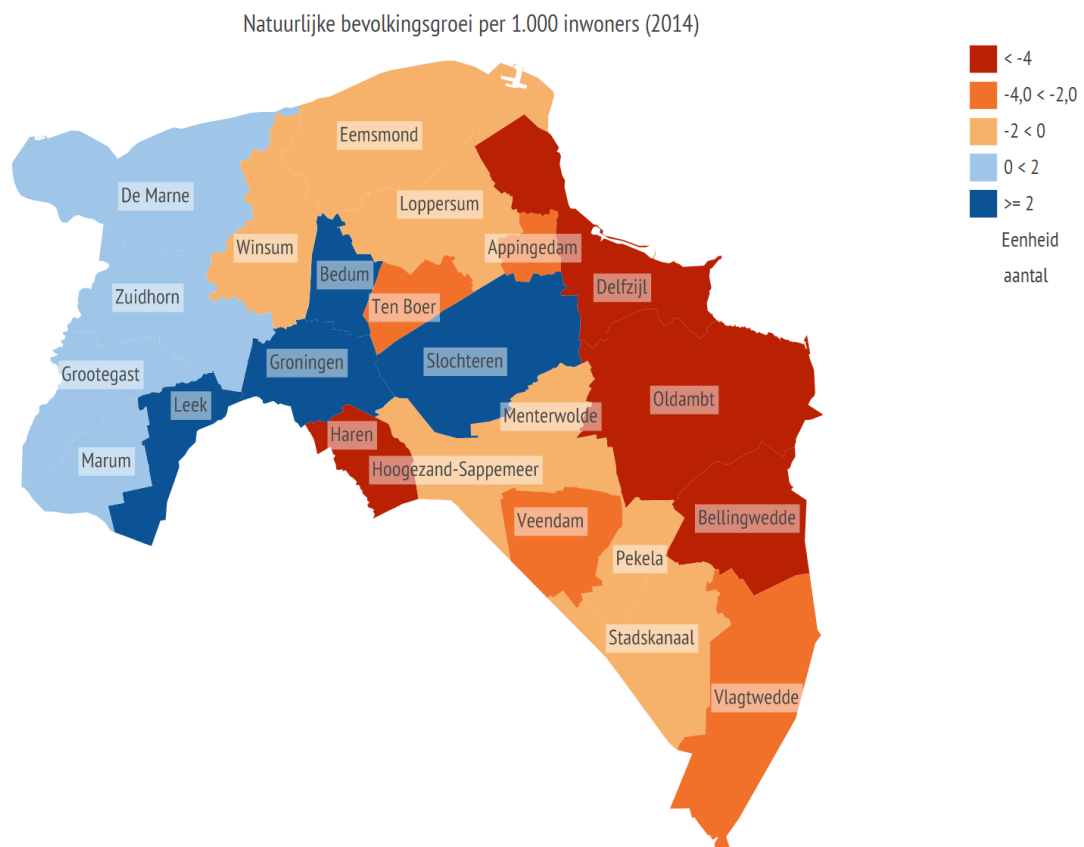 Natuurlijke bevolkingsgroei per 1.000 inwoners (2014)
< -4
-4,0 < -2,0
-2 < 0
0 < 2
>= 2
Eenheid
aantal
Eemsmond
De Marne
Loppersum
Winsum
Appingedam
Bedum
Delfzijl
Zuidhorn
Ten Boer
Groningen
Slochteren
Grootegast
Leek
Oldambt
Menterwolde
Haren
Marum
Hoogezand-Sappemeer
Veendam
Bellingwedde
Pekela
Stadskanaal
Vlagtwedde